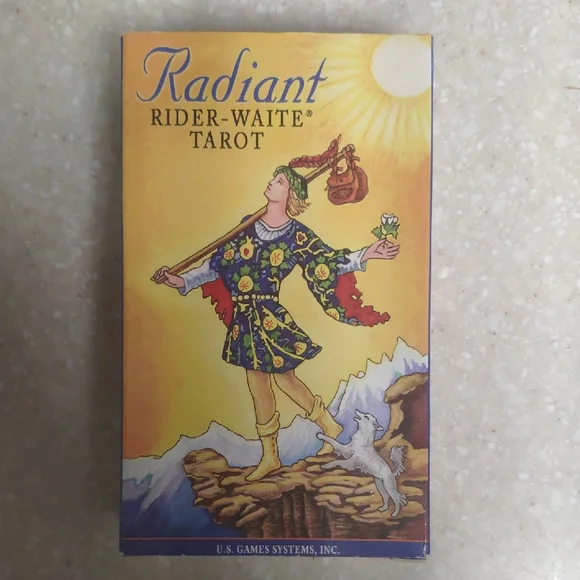 Radiant
RIDER-WAITE®
TAROT
U.S. GAMES SYSTEMS, INC.